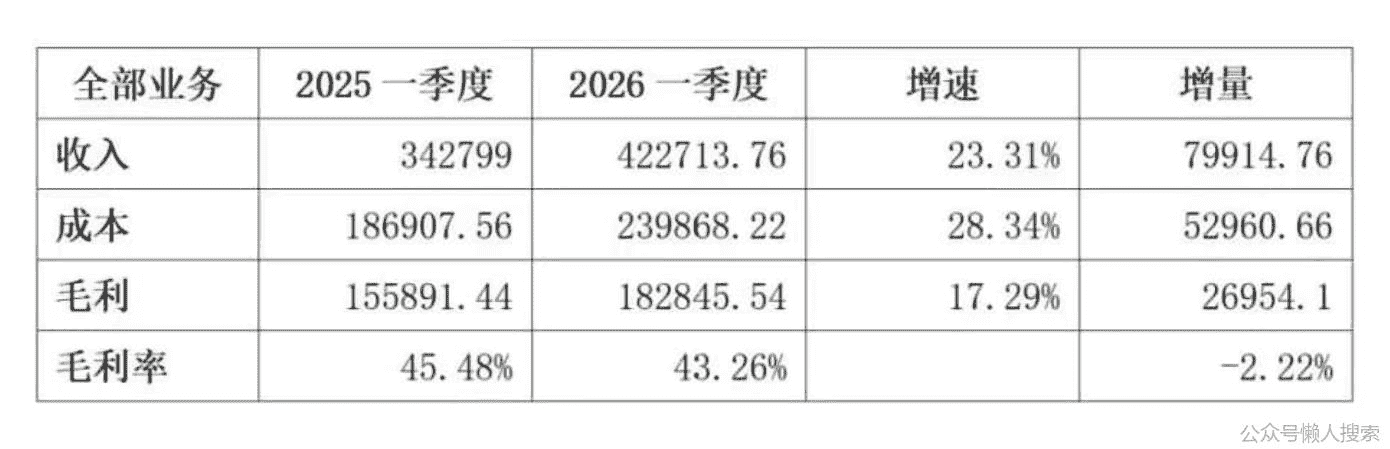 全部业务 2025 一季度 2026 一季度 增速 增量
收入 342799 422713.76 23.31% 79914.76
成本 186907.56 239868.22 28.34% 52960.66
毛利 155891.44 182845.54 17.29% 26954.1
毛利率 45.48% 43.26% -2.22%
公众号懒人搜索